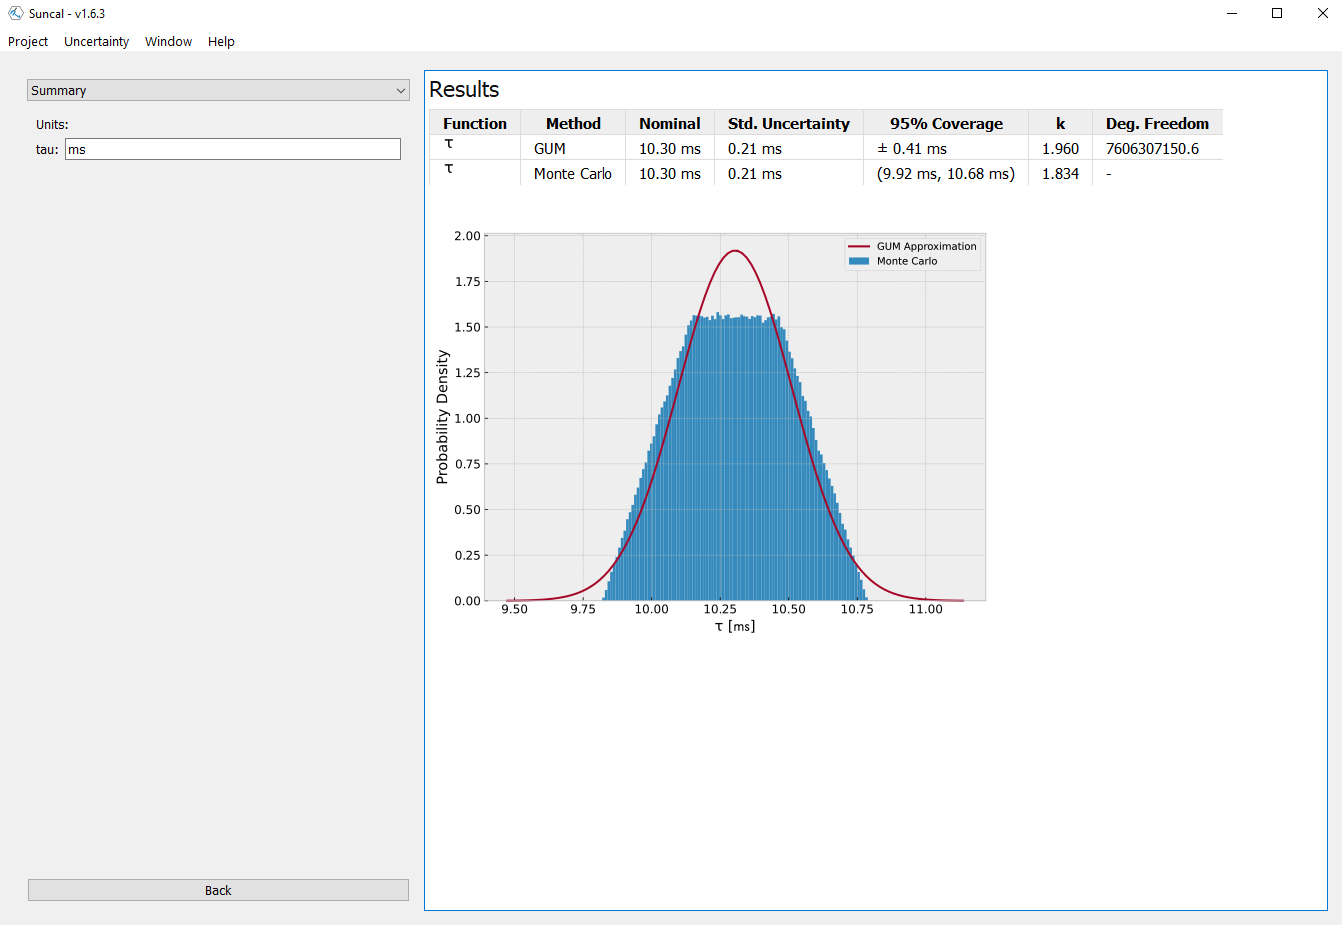 Suncal - v1.6.3
Project Uncertainty Window Help
Summary
Units:
tau: ms
Back
Results
Function Method Nominal Std. Uncertainty 95% Coverage k Deg. Freedom
τ GUM 10.30 ms 0.21 ms ± 0.41 ms 1.960 7606307150.6
τ Monte Carlo 10.30 ms 0.21 ms (9.92 ms, 10.68 ms) 1.834 -
GUM Approximation
Monte Carlo
Probability Density
2.00
1.75
1.50
1.25
1.00
0.75
0.50
0.25
0.00
9.50 9.75 10.00 10.25 10.50 10.75 11.00
τ [ms]